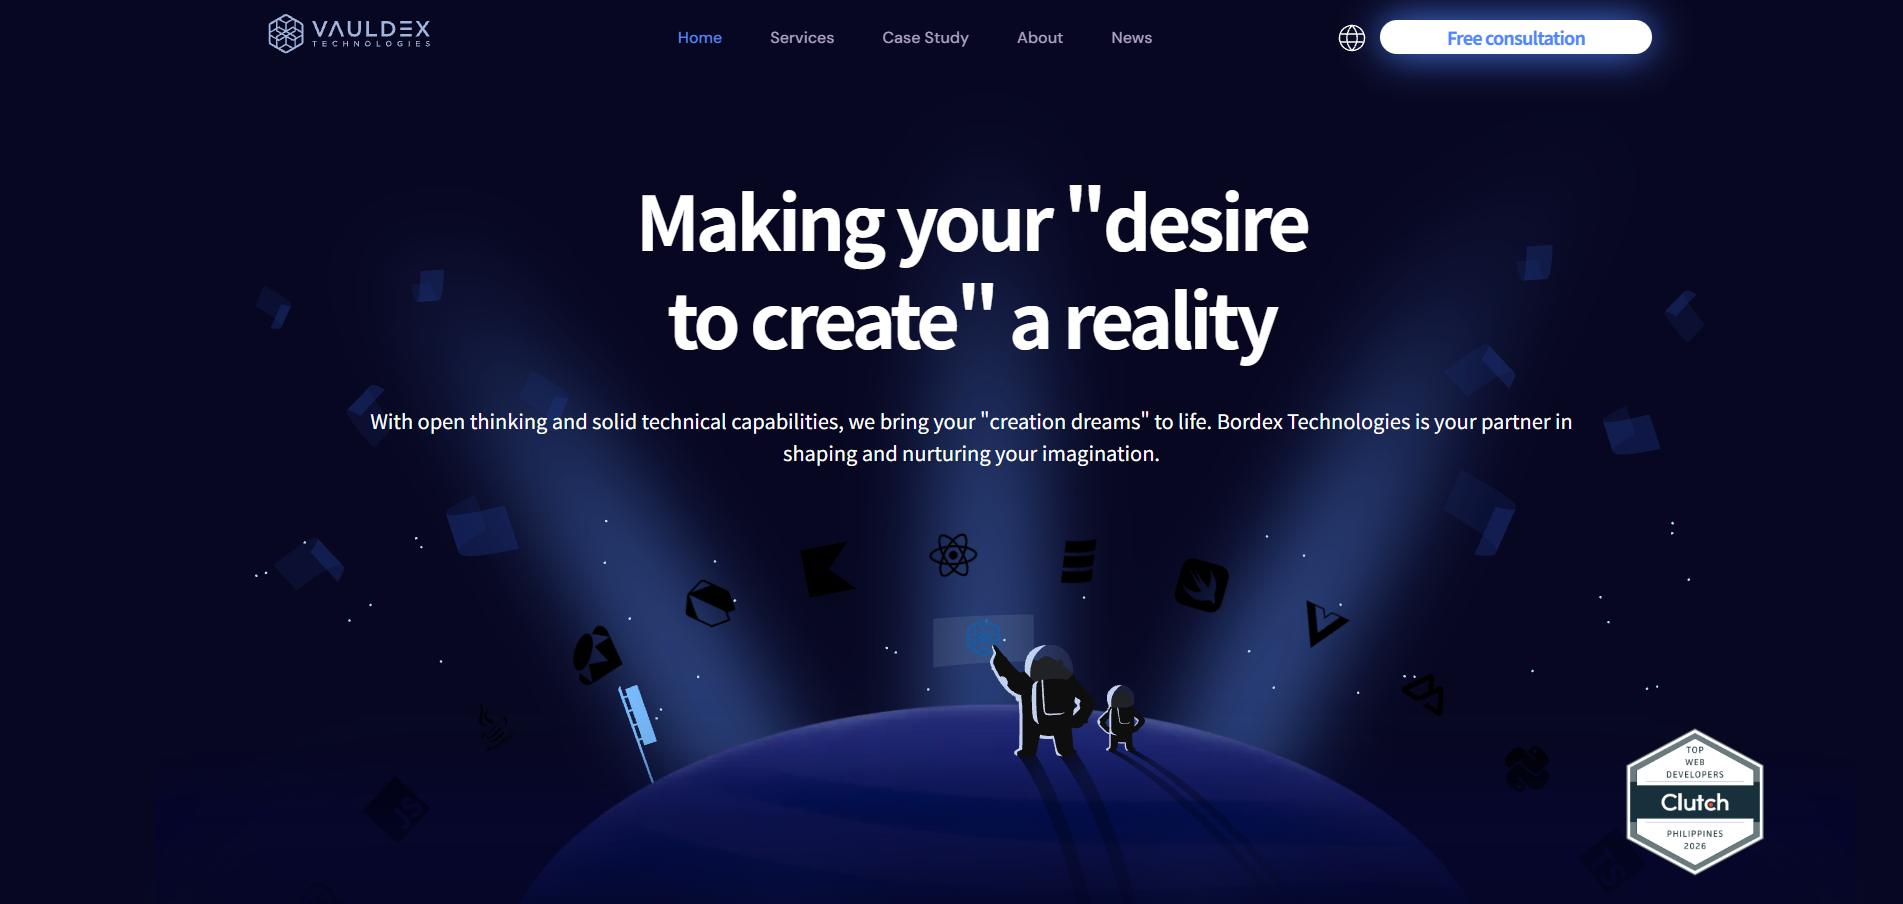 VAULDEX
TECHNOLOGIES
Home
Services
Case Study
About
News
Free consultation
Making your "desire
to create" a reality
With open thinking and solid technical capabilities, we bring your "creation dreams" to life. Bordex Technologies is your partner in
shaping and nurturing your imagination.
JS
TOP
WEB
DEVELOPERS
Clutch
PHILIPPINES
2026
JS